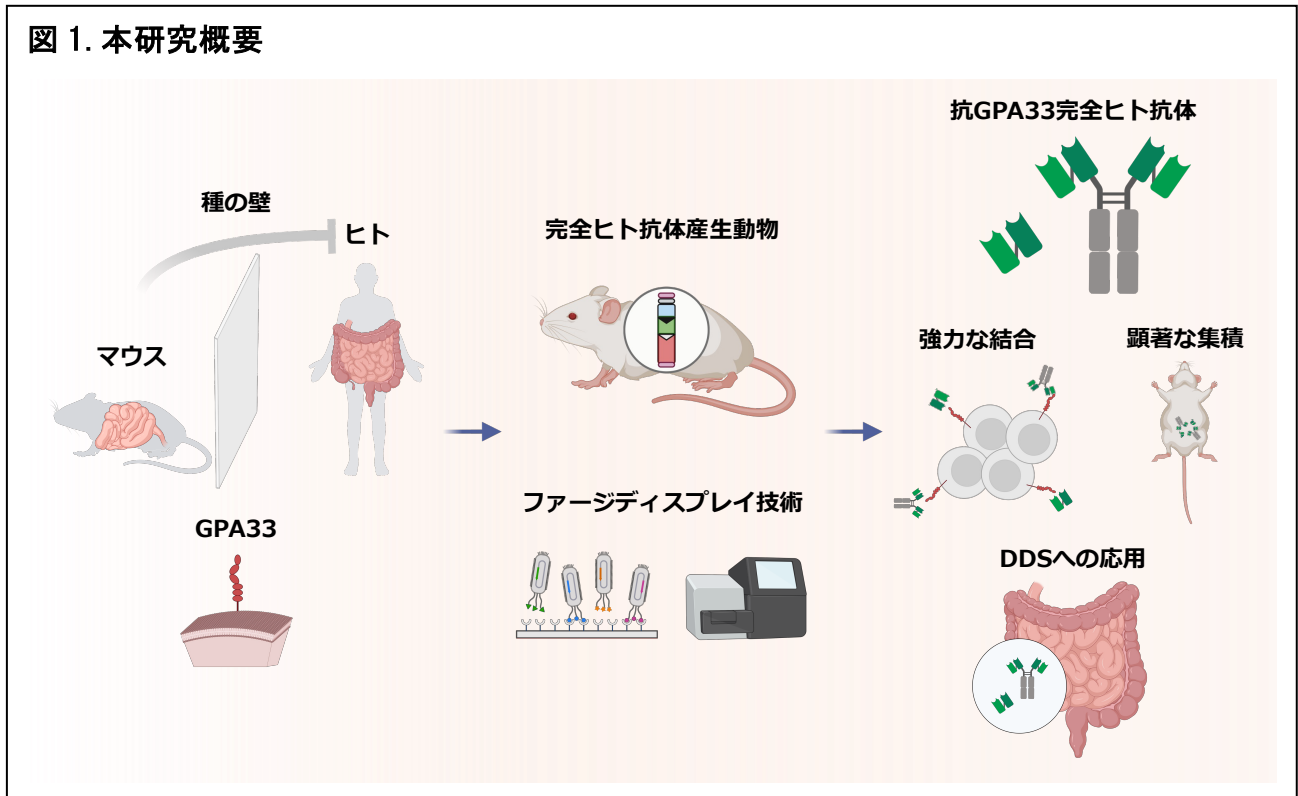 図 1. 本研究概要
種の壁
ヒト
マウス
GPA33
完全ヒト抗体産生動物
ファージディスプレイ技術
抗GPA33完全ヒト抗体
強力な結合
顕著な集積
DDSへの応用